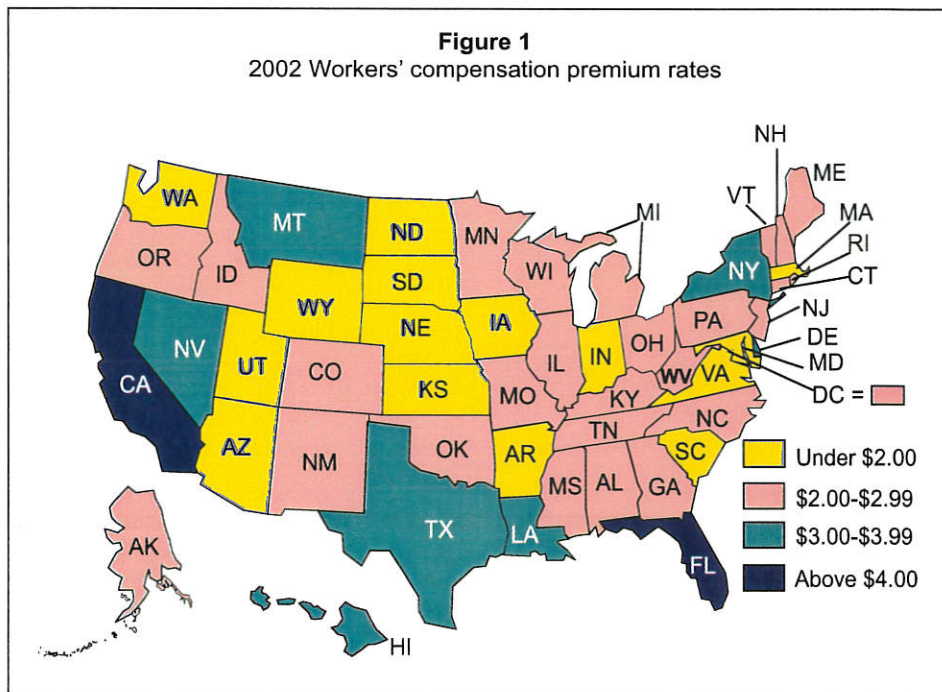 Figure 1
2002 Workers' compensation premium rates
NH
ME
VT
MA
MI
RI
CT
WA
MT
ND
MN
OR
ID
WI
NY
SD
WY
NJ
PA
IA
NE
DE
NV
OH
MD
IN
IL
UT
CO
WV
VA
DC =
CA
KS
MO
KY
NC
TN
AZ
NM
OK
AR
SC
Under $2.00
MS
AL
GA
$2.00-$2.99
TX
LA
$3.00-$3.99
AK
FL
Above $4.00
HI